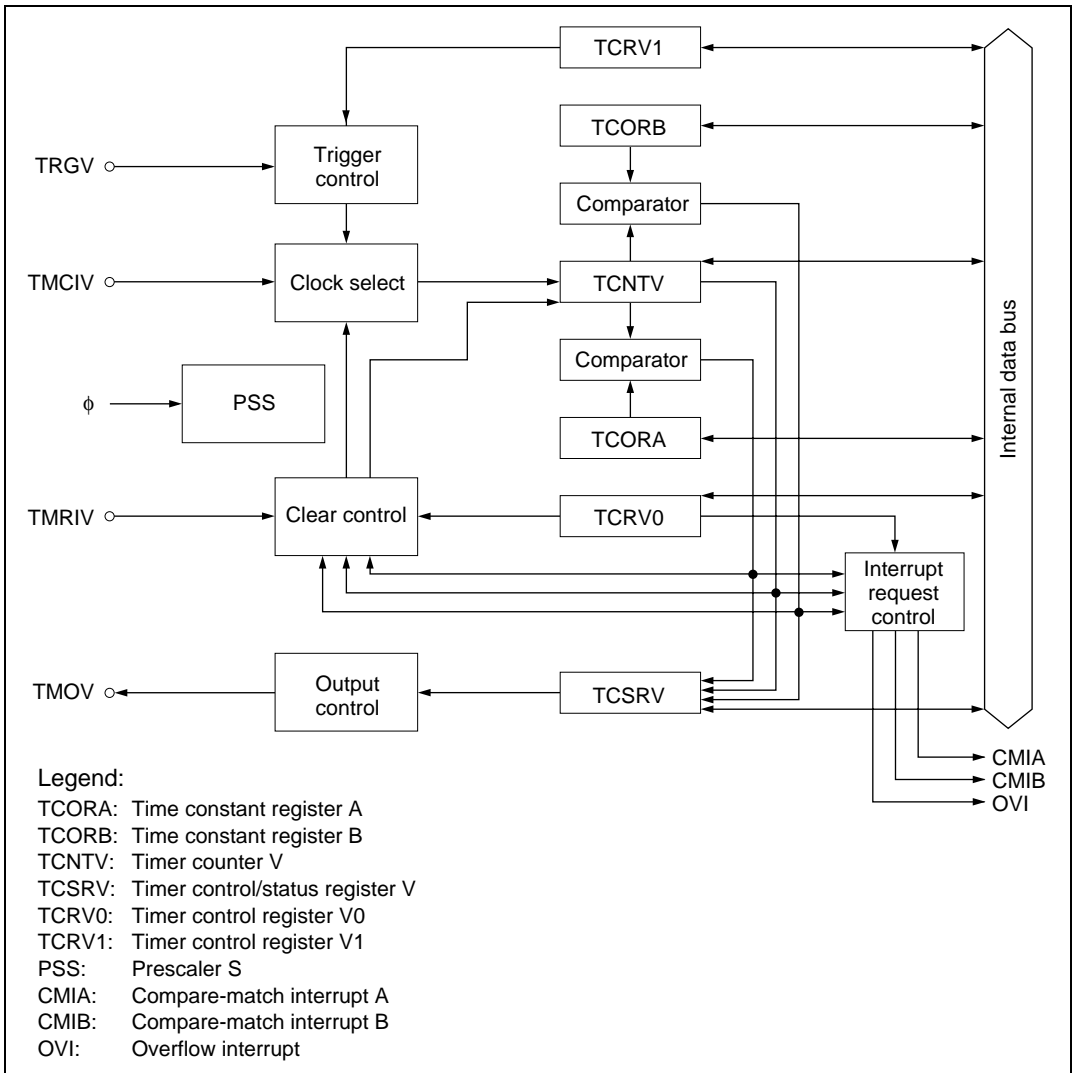 TCRV1
TCORB
TRGV
Trigger
control
Comparator
TMCIV
Clock select
TCNTV
Comparator
Internal data bus
φ
PSS
TCORA
TMRIV
Clear control
TCRV0
Interrupt
request
control
TMOV
Output
control
TCSRV
CMIA
CMIB
OVI
Legend:
TCORA: Time constant register A
TCORB: Time constant register B
TCNTV: Timer counter V
TCSRV: Timer control/status register V
TCRV0: Timer control register V0
TCRV1: Timer control register V1
PSS: Prescaler S
CMIA: Compare-match interrupt A
CMIB: Compare-match interrupt B
OVI: Overflow interrupt